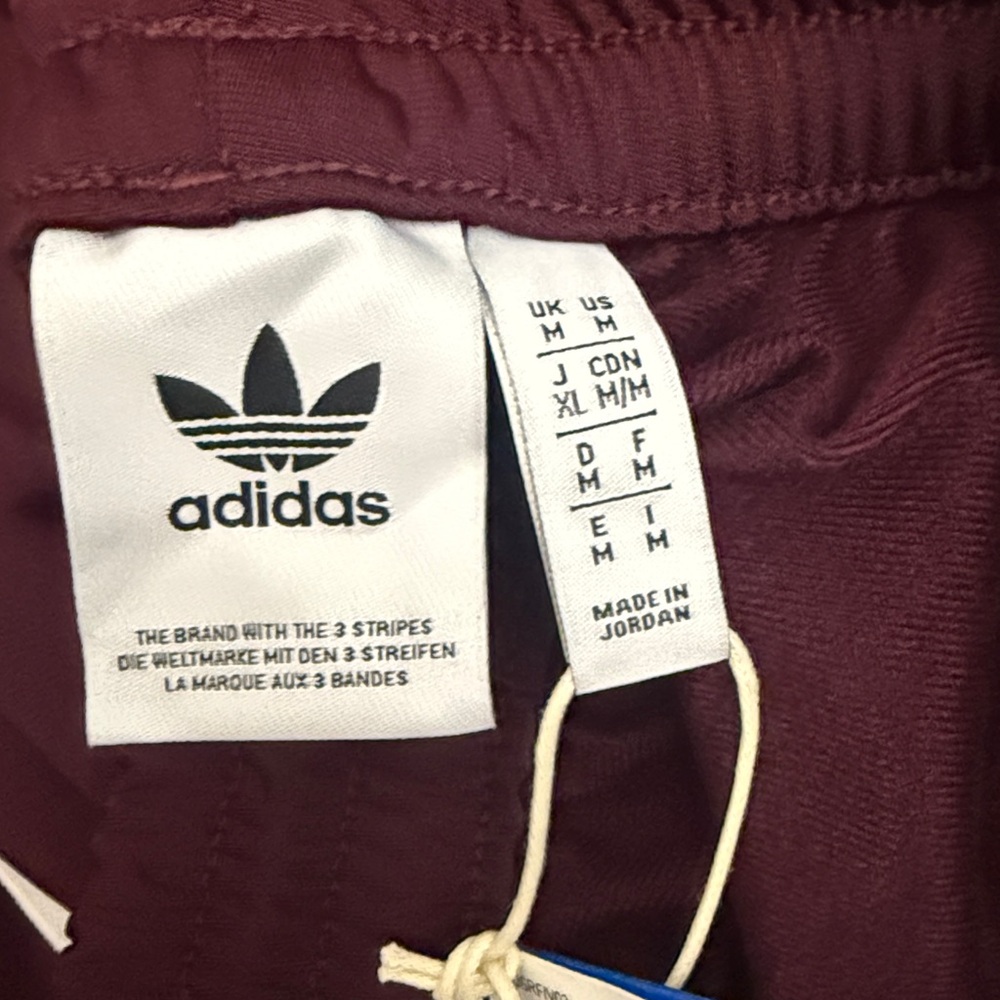 adidas
THE BRAND WITH THE 3 STRIPES
DIE WELTMARKE MIT DEN 3 STREIFEN
LA MARQUE AUX 3 BANDES
UK US
M M
J CDN
XL M/M
D F
M M
E I
M M
MADE IN
JORDAN